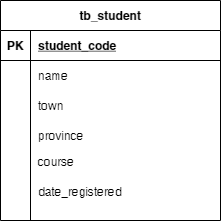 tb_student
PK student_code
name
town
province
course
date_registered